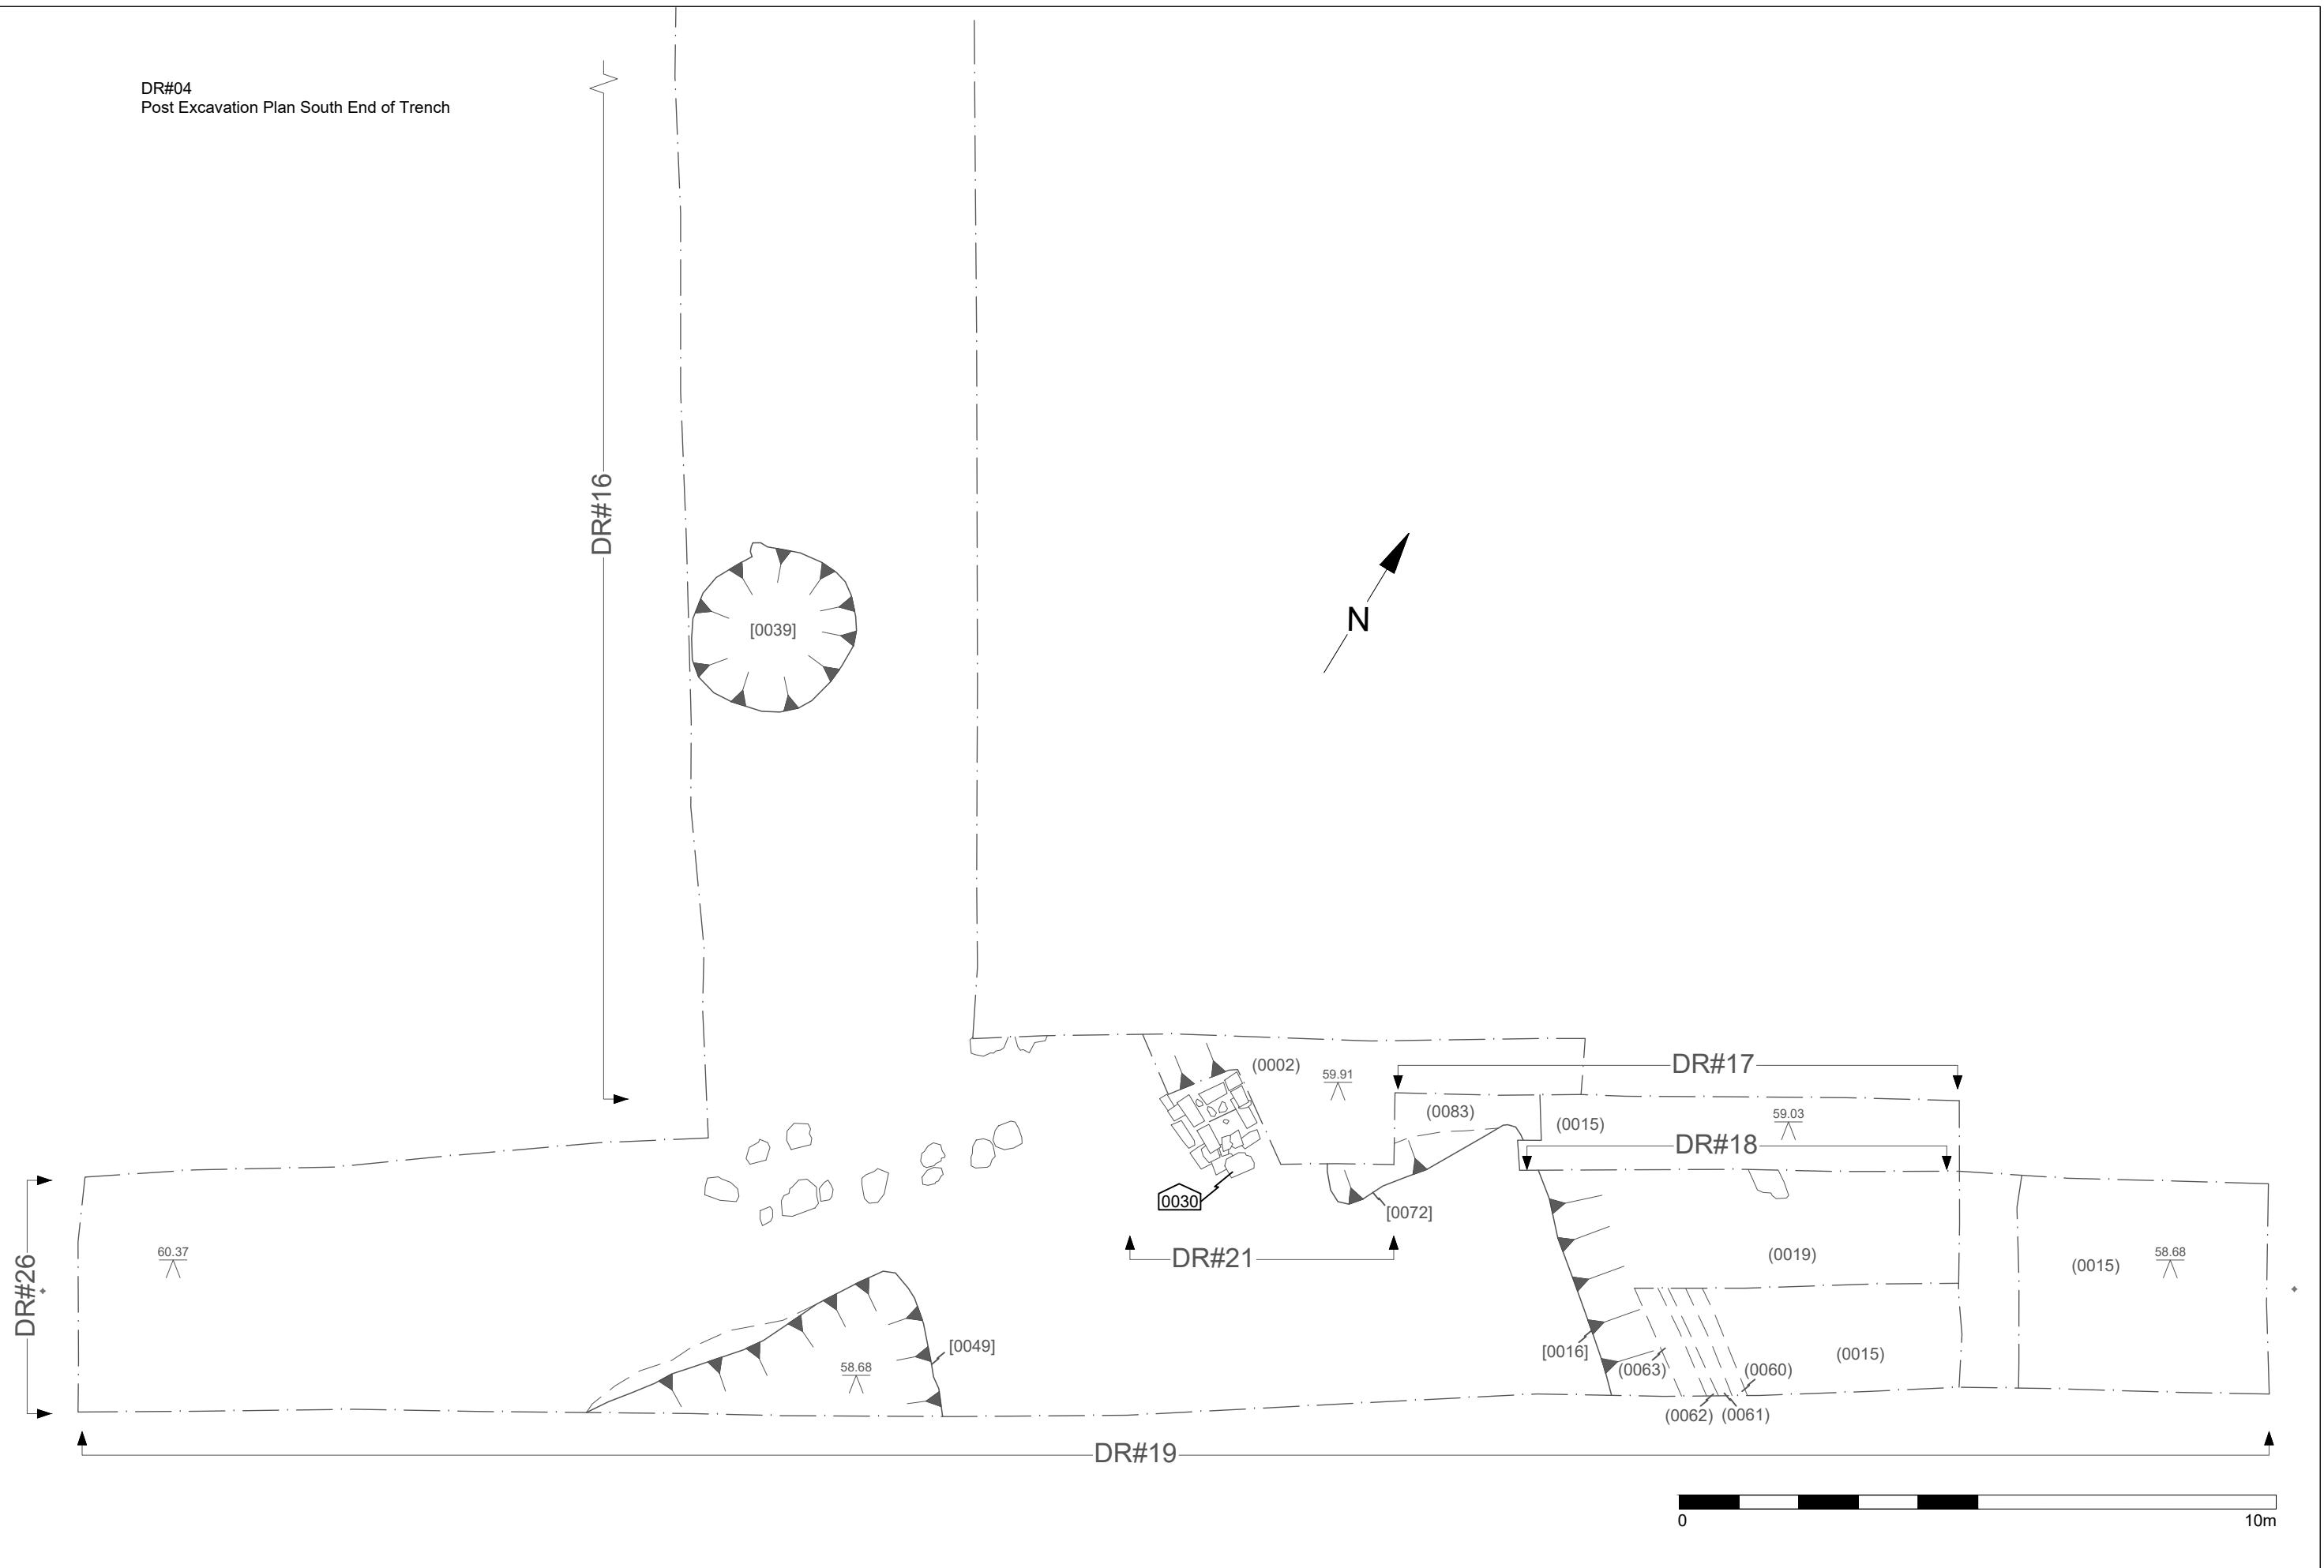 DR#04
Post Excavation Plan South End of Trench
DR#16
[0039]
N
(0002)
59.91
DR#17
(0083)
(0015)
59.03
DR#18
0030
[0072]
DR#21
60.37
DR#26
(0019)
(0015)
58.68
[0049]
58.68
[0016]
(0063)
(0060)
(0015)
(0062)
(0061)
DR#19
0
10m